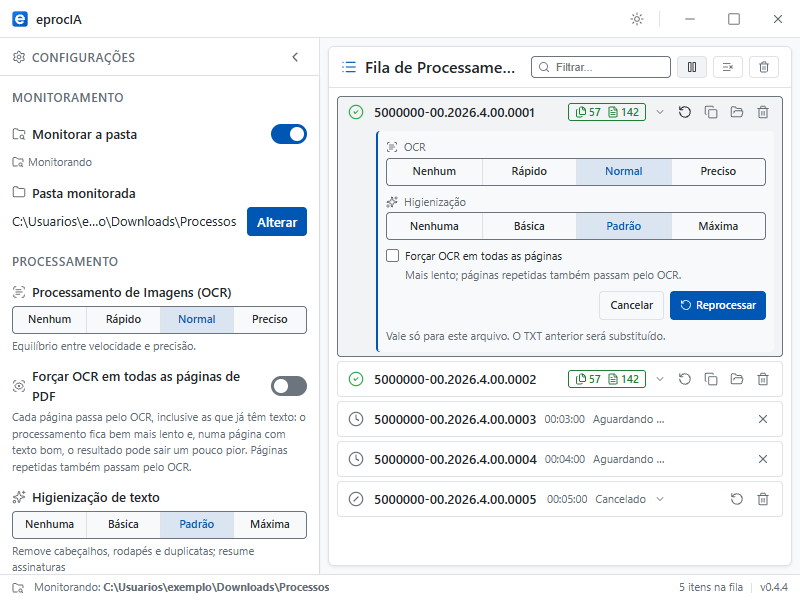 eprocIA
CONFIGURAÇÕES
MONITORAMENTO
Monitorar a pasta
Monitorando
Pasta monitorada
C:\Usuarios\e...o\Downloads\Processos
Alterar
PROCESSAMENTO
Processamento de Imagens (OCR)
Nenhum Rápido Normal Preciso
Equilíbrio entre velocidade e precisão.
Forçar OCR em todas as páginas de
PDF
Cada página passa pelo OCR, inclusive as que já têm texto: o
processamento fica bem mais lento e, numa página com
texto bom, o resultado pode sair um pouco pior. Páginas
repetidas também passam pelo OCR.
Higienização de texto
Nenhuma Básica Padrão Máxima
Remove cabeçalhos, rodapés e duplicatas; resume
assinaturas
Fila de Processame...
Filtrar...
5000000-00.2026.4.00.0001 57 142
OCR
Nenhum Rápido Normal Preciso
Higienização
Nenhuma Básica Padrão Máxima
Forçar OCR em todas as páginas
Mais lento; páginas repetidas também passam pelo OCR.
Cancelar Reprocessar
Vale só para este arquivo. O TXT anterior será substituído.
5000000-00.2026.4.00.0002 57 142
5000000-00.2026.4.00.0003 00:03:00 Aguardando ...
5000000-00.2026.4.00.0004 00:04:00 Aguardando ...
5000000-00.2026.4.00.0005 00:05:00 Cancelado
Monitorando: C:\Usuarios\exemplo\Downloads\Processos
5 itens na fila v0.4.4